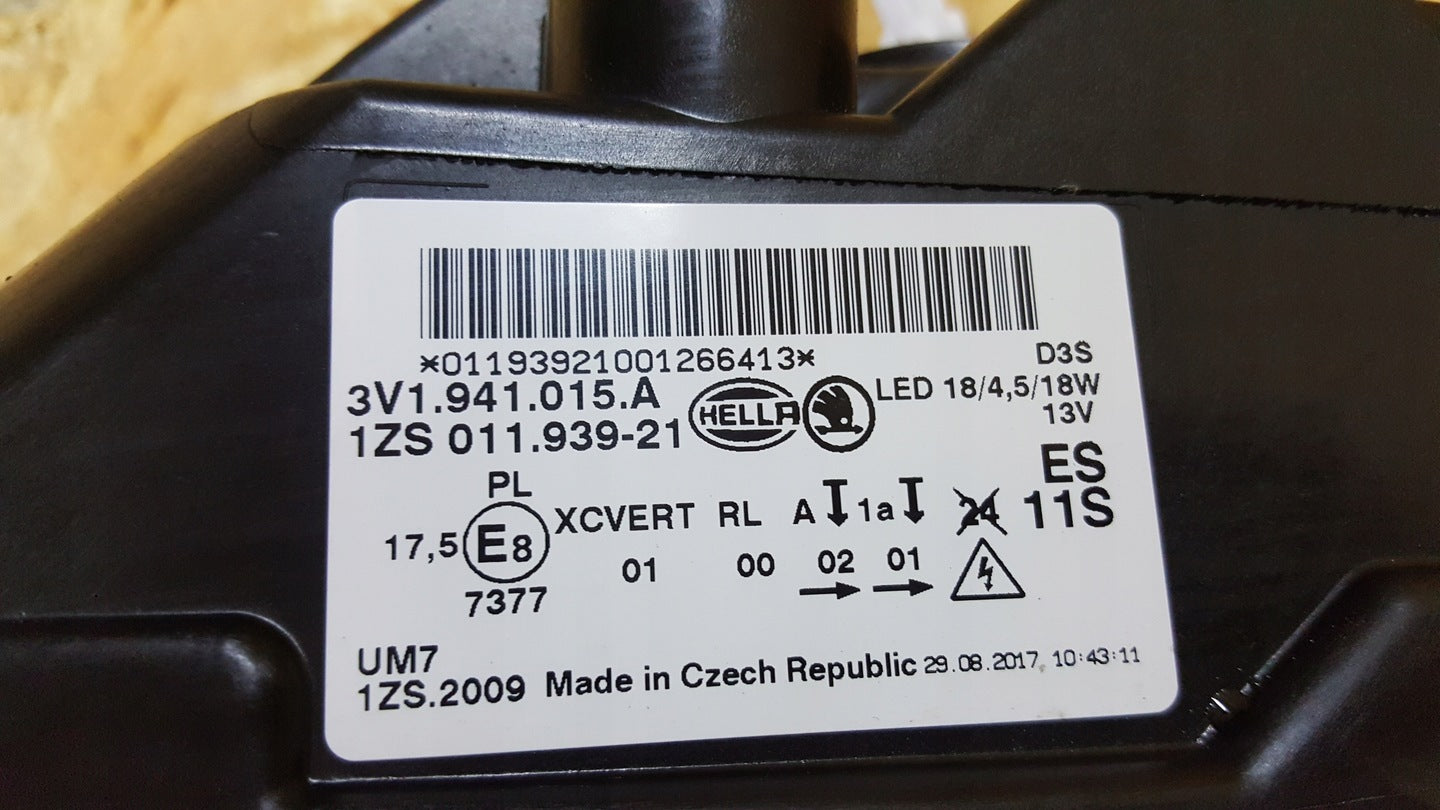 *01193921001266413*
D3S
3V1.941.015.A
HELLA
LED 18/4,5/18W
13V
1ZS 011.939-21
ES
PL
XCVERT RL A 1a 24 11S
17,5 E8
01 00 02 01
7377
UM7
1ZS.2009 Made in Czech Republic 29.08.2017 10:43:11